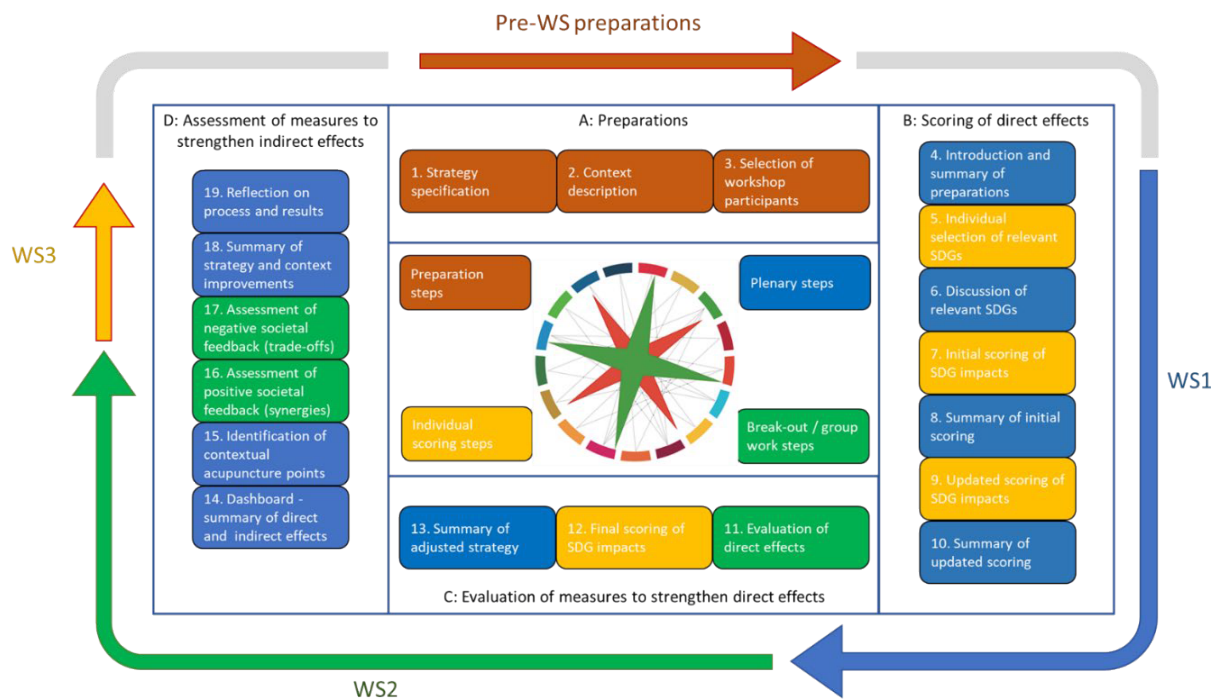 Pre-WS preparations
D: Assessment of measures to
strengthen indirect effects
19. Reflection on
process and results
18. Summary of
strategy and context
improvements
17. Assessment of
negative societal
feedback (trade-offs)
16. Assessment of
positive societal
feedback (synergies)
15. Identification of
contextual
acupuncture points
14. Dashboard -
summary of direct
and indirect effects
A: Preparations
1. Strategy
specification
2. Context
description
3. Selection of
workshop
participants
Preparation
steps
Plenary steps
Individual
scoring steps
Break-out / group
work steps
13. Summary of
adjusted strategy
12. Final scoring of
SDG impacts
11. Evaluation of
direct effects
C: Evaluation of measures to strengthen direct effects
B: Scoring of direct effects
4. Introduction and
summary of
preparations
5. Individual
selection of relevant
SDGs
6. Discussion of
relevant SDGs
7. Initial scoring of
SDG impacts
8. Summary of initial
scoring
9. Updated scoring of
SDG impacts
10. Summary of
updated scoring
WS3
WS1
WS2